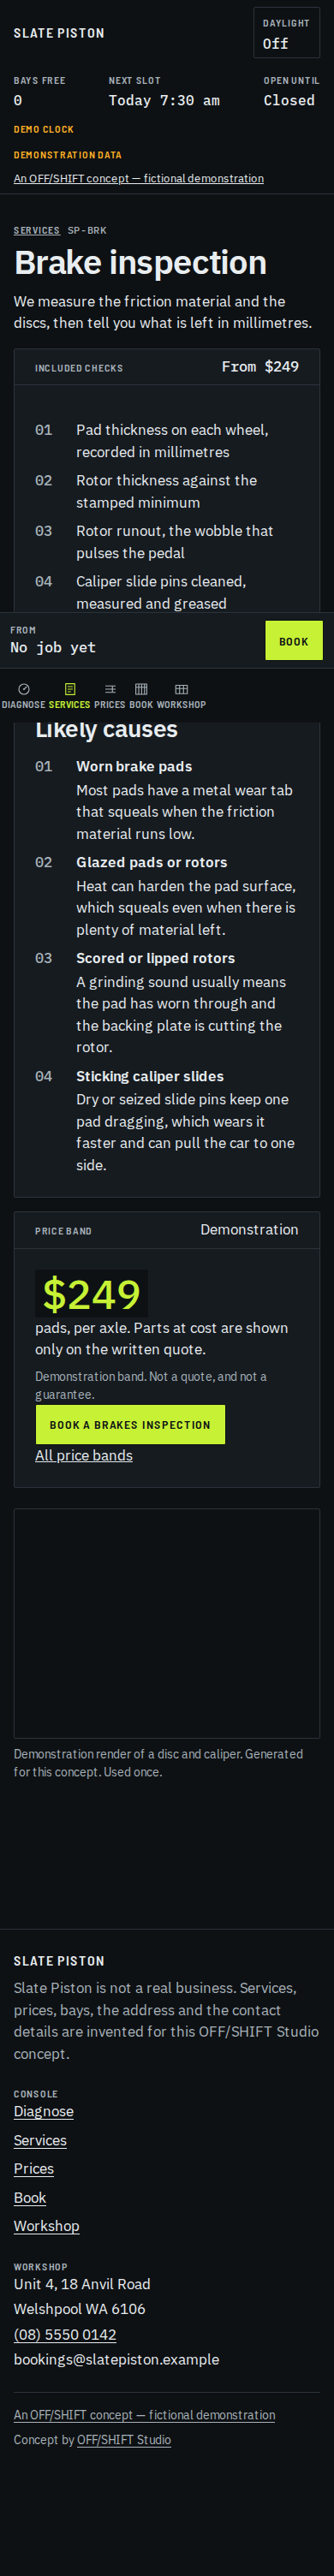 SLATE PISTON
DAYLIGHT
Off
BAYS FREE
NEXT SLOT
OPEN UNTIL
0
Today 7:30 am
Closed
DEMO CLOCK
DEMONSTRATION DATA
An OFF/SHIFT concept — fictional demonstration
SERVICES SP-BRK
Brake inspection
We measure the friction material and the
discs, then tell you what is left in millimetres.
INCLUDED CHECKS
From $249
01 Pad thickness on each wheel,
recorded in millimetres
02 Rotor thickness against the
stamped minimum
03 Rotor runout, the wobble that
pulses the pedal
04 Caliper slide pins cleaned,
measured and greased
FROM
No job yet
BOOK
DIAGNOSE SERVICES PRICES BOOK WORKSHOP
Likely causes
01 Worn brake pads
Most pads have a metal wear tab
that squeals when the friction
material runs low.
02 Glazed pads or rotors
Heat can harden the pad surface,
which squeals even when there is
plenty of material left.
03 Scored or lipped rotors
A grinding sound usually means
the pad has worn through and
the backing plate is cutting the
rotor.
04 Sticking caliper slides
Dry or seized slide pins keep one
pad dragging, which wears it
faster and can pull the car to one
side.
PRICE BAND
Demonstration
$249
pads, per axle. Parts at cost are shown
only on the written quote.
Demonstration band. Not a quote, and not a
guarantee.
BOOK A BRAKES INSPECTION
All price bands
Demonstration render of a disc and caliper. Generated
for this concept. Used once.
SLATE PISTON
Slate Piston is not a real business. Services,
prices, bays, the address and the contact
details are invented for this OFF/SHIFT Studio
concept.
CONSOLE
Diagnose
Services
Prices
Book
Workshop
WORKSHOP
Unit 4, 18 Anvil Road
Welshpool WA 6106
(08) 5550 0142
bookings@slatepiston.example
An OFF/SHIFT concept — fictional demonstration
Concept by OFF/SHIFT Studio